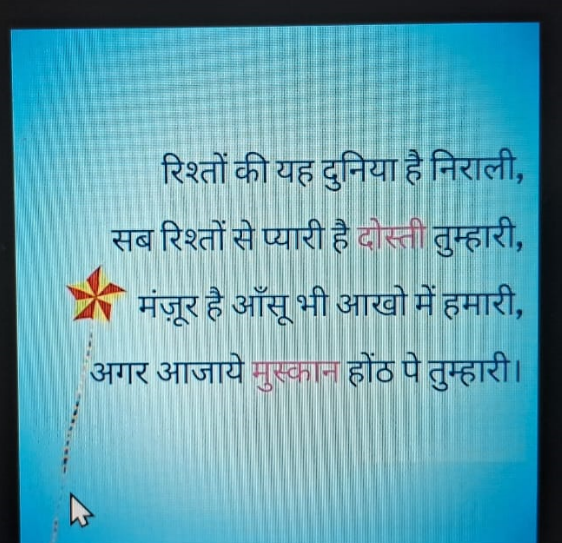 रिश्तों की यह दुनिया है निराली,
सब रिश्तों से प्यारी है दोस्ती तुम्हारी,
मंज़ूर है आँसू भी आखो में हमारी,
अगर आजाये मुस्कान होंठ पे तुम्हारी।